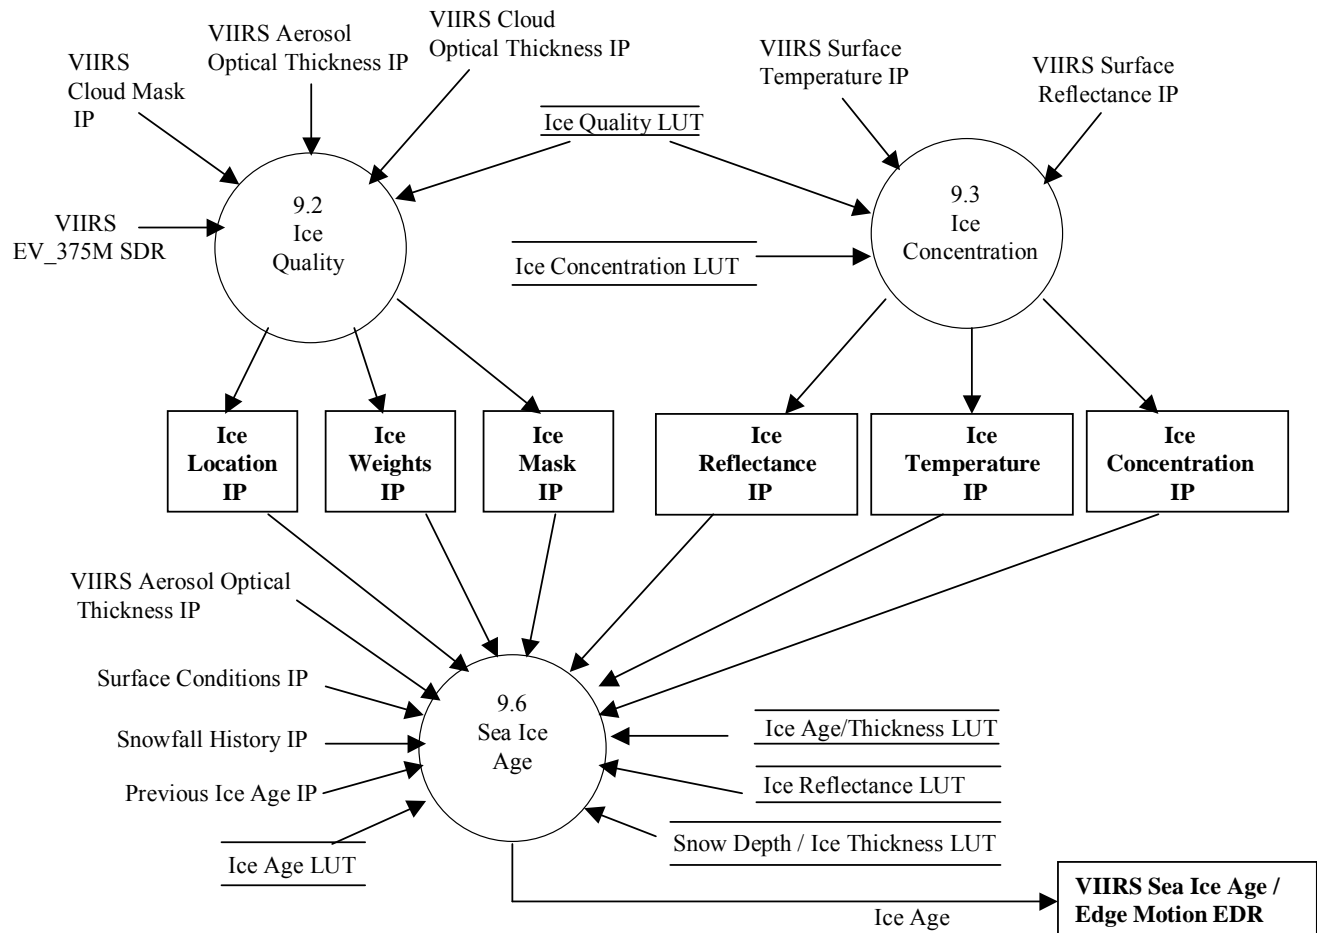 VIIRS Cloud
Optical Thickness IP
VIIRS Aerosol
Optical Thickness IP
VIIRS
Cloud Mask
IP
VIIRS Surface
Temperature IP
VIIRS Surface
Reflectance IP
Ice Quality LUT
9.2
Ice
Quality
9.3
Ice
Concentration
VIIRS
EV_375M SDR
Ice Concentration LUT
Ice
Location
IP
Ice
Weights
IP
Ice
Mask
IP
Ice
Reflectance
IP
Ice
Temperature
IP
Ice
Concentration
IP
VIIRS Aerosol Optical
Thickness IP
Surface Conditions IP
Snowfall History IP
Previous Ice Age IP
Ice Age LUT
9.6
Sea Ice
Age
Ice Age/Thickness LUT
Ice Reflectance LUT
Snow Depth / Ice Thickness LUT
Ice Age
VIIRS Sea Ice Age /
Edge Motion EDR